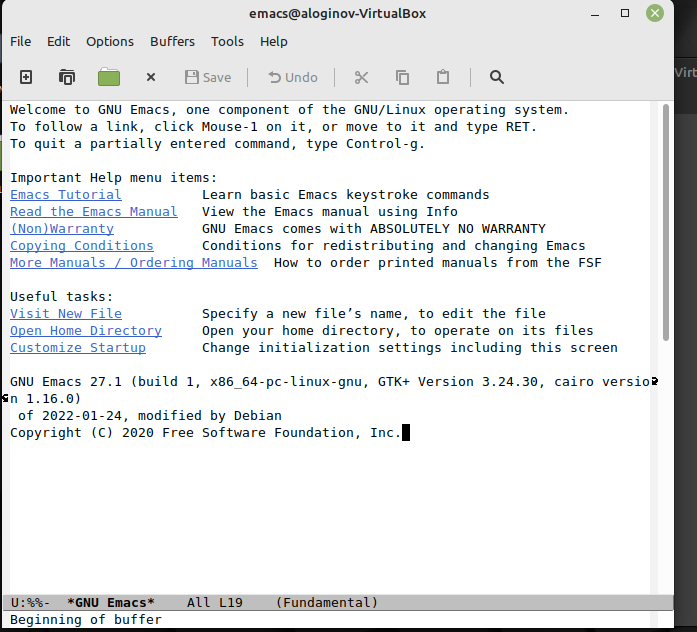 emacs@aloginov-VirtualBox
File Edit Options Buffers Tools Help
Save Undo
Virt
Welcome to GNU Emacs, one component of the GNU/Linux operating system.
To follow a link, click Mouse-1 on it, or move to it and type RET.
To quit a partially entered command, type Control-g.
Important Help menu items:
Emacs Tutorial Learn basic Emacs keystroke commands
Read the Emacs Manual View the Emacs manual using Info
(Non)Warranty GNU Emacs comes with ABSOLUTELY NO WARRANTY
Copying Conditions Conditions for redistributing and changing Emacs
More Manuals / Ordering Manuals How to order printed manuals from the FSF
Useful tasks:
Visit New File Specify a new file’s name, to edit the file
Open Home Directory Open your home directory, to operate on its files
Customize Startup Change initialization settings including this screen
GNU Emacs 27.1 (build 1, x86_64-pc-linux-gnu, GTK+ Version 3.24.30, cairo versio
n 1.16.0)
of 2022-01-24, modified by Debian
Copyright (C) 2020 Free Software Foundation, Inc.
U:%%- *GNU Emacs* All L19 (Fundamental)
Beginning of buffer